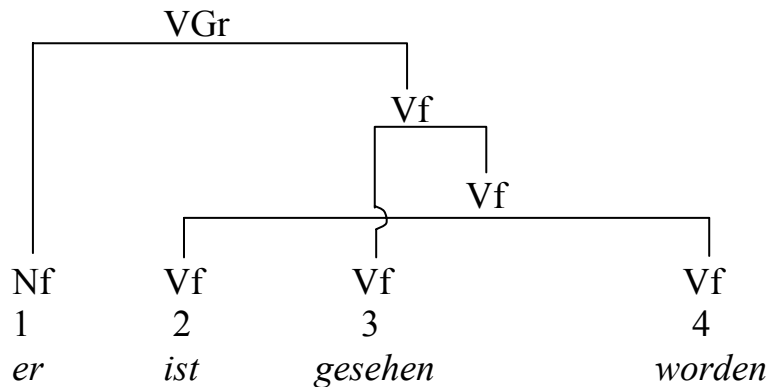 VGr
Vf
Vf
Nf Vf Vf Vf
1 2 3 4
er ist gesehen worden